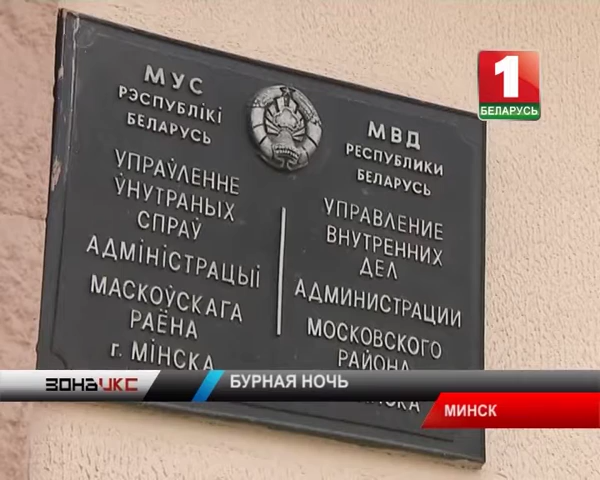 1
БЕЛАРУСЬ
МУС
РЭСПУБЛІКІ
БЕЛАРУСЬ
УПРАЎЛЕННЕ
ЎНУТРАНЫХ
СПРАЎ
АДМІНІСТРАЦЫІ
МАСКОЎСКАГА
РАЁНА
г. МІНСКА
МВД
РЕСПУБЛИКИ
БЕЛАРУСЬ
УПРАВЛЕНИЕ
ВНУТРЕННИХ
ДЕЛ
АДМИНИСТРАЦИИ
МОСКОВСКОГО
РАЙОНА
ЗОНА ИКС
БУРНАЯ НОЧЬ
МИНСК